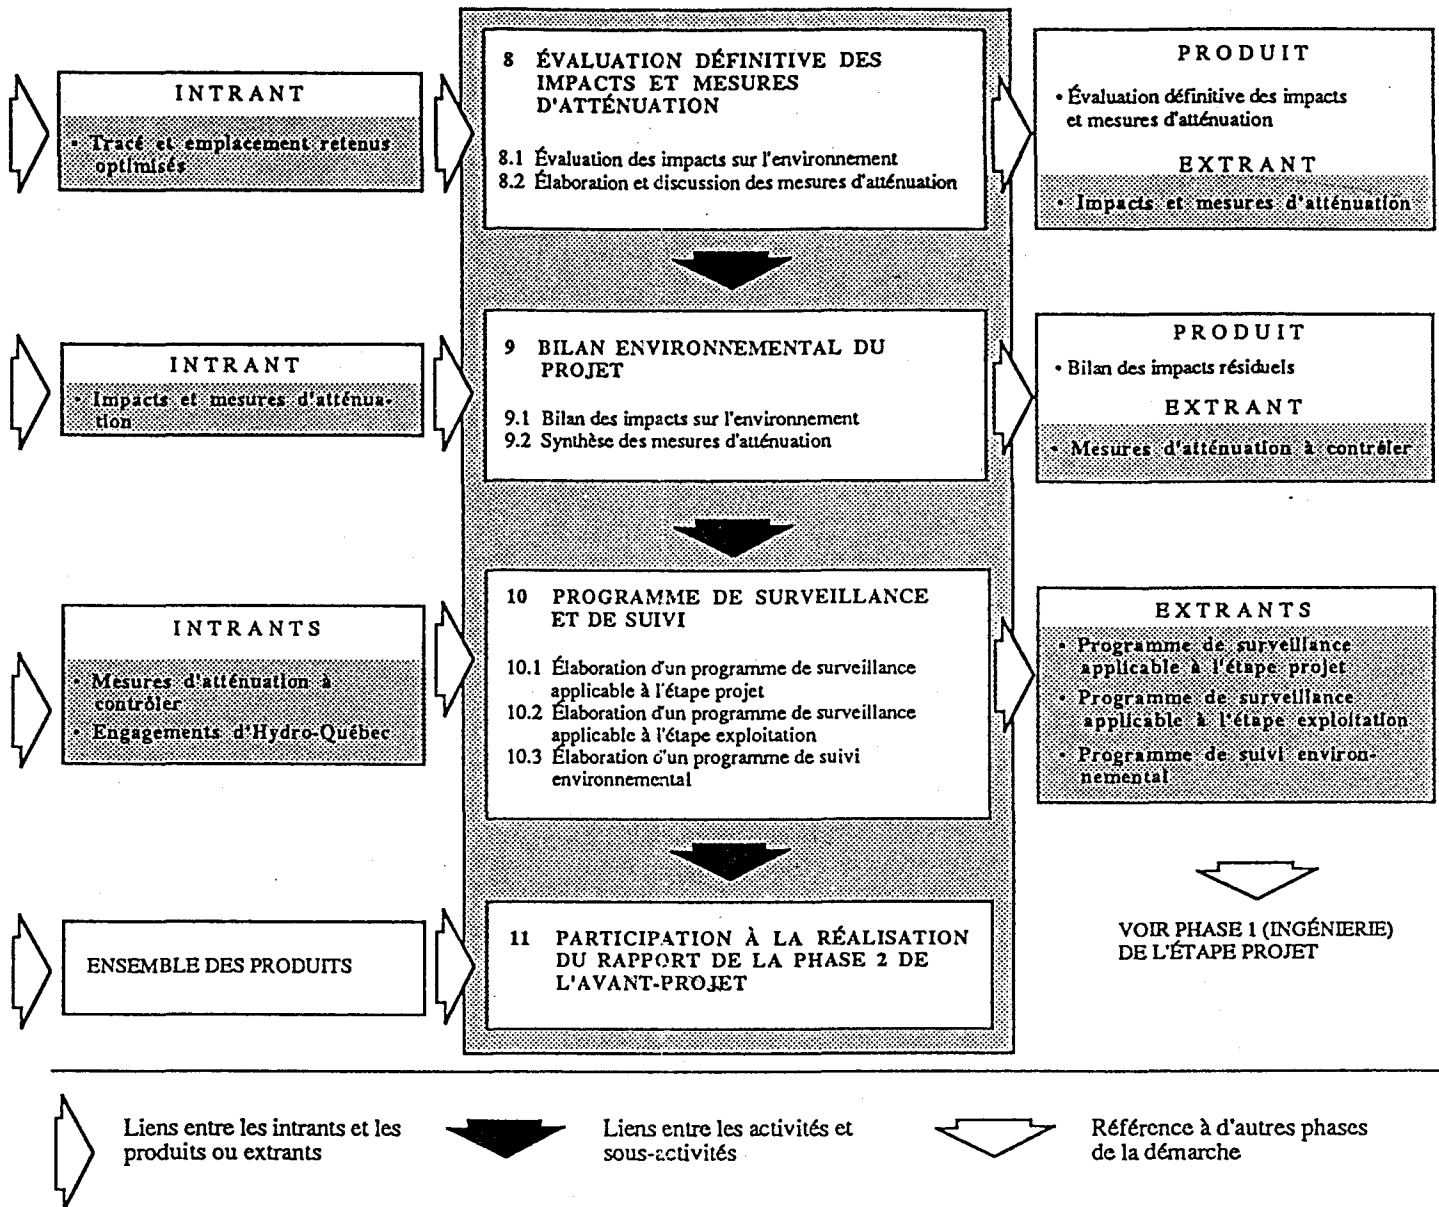 INTRANT
• Tracé et emplacement retenus
optimisés
8 ÉVALUATION DÉFINITIVE DES
IMPACTS ET MESURES
D'ATTÉNUATION
8.1 Évaluation des impacts sur l'environnement
8.2 Élaboration et discussion des mesures d'atténuation
PRODUIT
• Évaluation définitive des impacts
et mesures d'atténuation
EXTRANT
• Impacts et mesures d'atténuation
INTRANT
• Impacts et mesures d'atténua-
tion
9 BILAN ENVIRONNEMENTAL DU
PROJET
9.1 Bilan des impacts sur l'environnement
9.2 Synthèse des mesures d'atténuation
PRODUIT
• Bilan des impacts résiduels
EXTRANT
• Mesures d'atténuation à contrôler
INTRANTS
• Mesures d'atténuation à
contrôler
• Engagements d'Hydro-Québec
10 PROGRAMME DE SURVEILLANCE
ET DE SUIVI
10.1 Élaboration d'un programme de surveillance
applicable à l'étape projet
10.2 Élaboration d'un programme de surveillance
applicable à l'étape exploitation
10.3 Élaboration d'un programme de suivi
environnemental
EXTRANTS
• Programme de surveillance
applicable à l'étape projet
• Programme de surveillance
applicable à l'étape exploitation
• Programme de suivi environ-
nemental
ENSEMBLE DES PRODUITS
11 PARTICIPATION À LA RÉALISATION
DU RAPPORT DE LA PHASE 2 DE
L'AVANT-PROJET
VOIR PHASE 1 (INGÉNIERIE)
DE L'ÉTAPE PROJET
Liens entre les intrants et les
produits ou extrants
Liens entre les activités et
sous-activités
Référence à d'autres phases
de la démarche